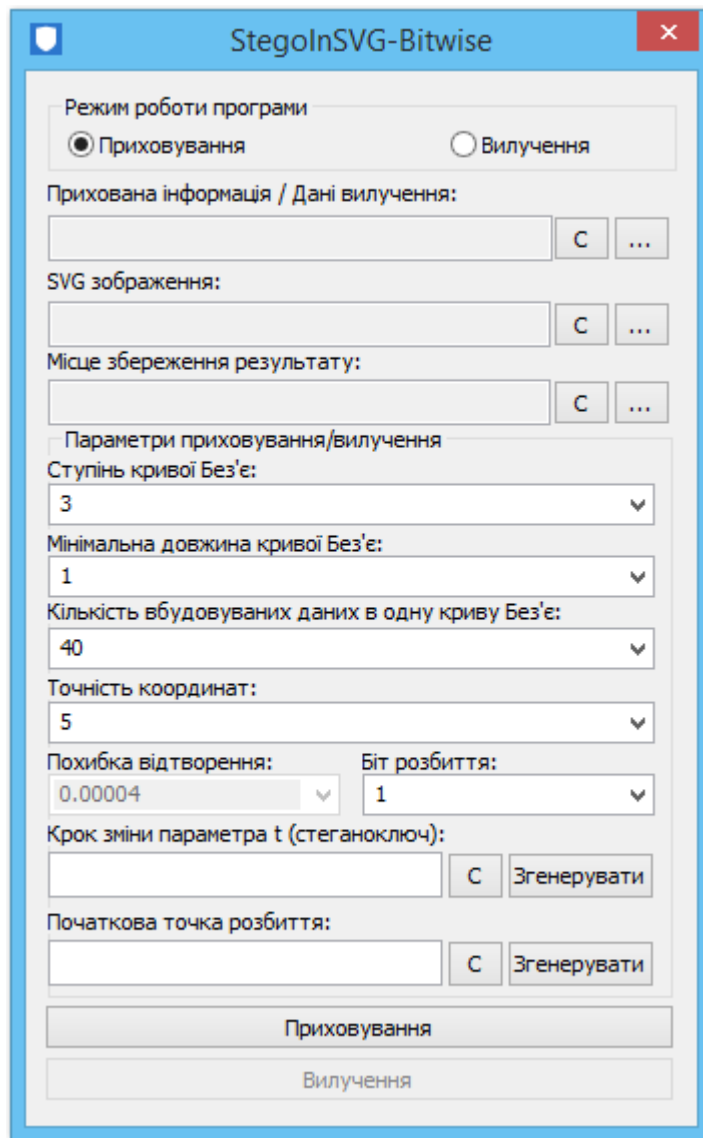 StegoInSVG-Bitwise
Режим роботи програми
Приховування Вилучення
Прихована інформація / Дані вилучення:
С ...
SVG зображення:
С ...
Місце збереження результату:
С ...
Параметри приховування/вилучення
Ступінь кривої Без'є:
3
Мінімальна довжина кривої Без'є:
1
Кількість вбудовуваних даних в одну криву Без'є:
40
Точність координат:
5
Похибка відтворення: Біт розбиття:
0.00004 1
Крок зміни параметра t (стеганоключ):
С Згенерувати
Початкова точка розбиття:
С Згенерувати
Приховування
Вилучення